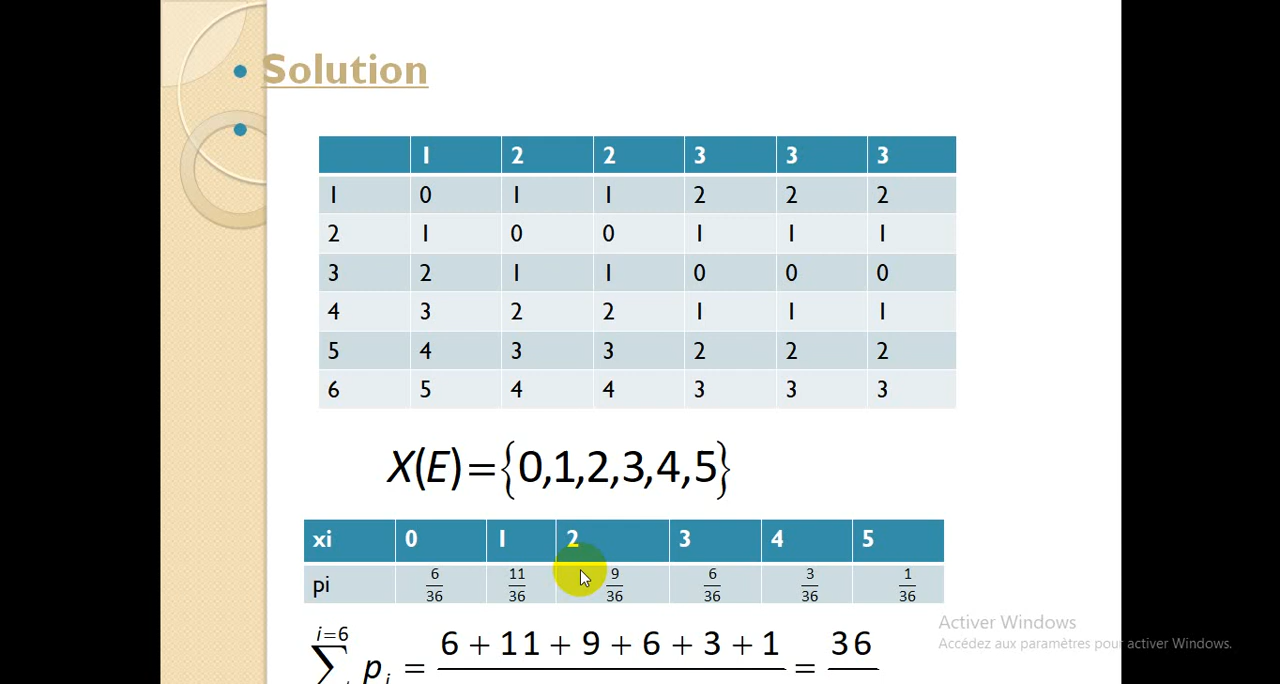 Solution
1 2 2 3 3 3
1 0 1 1 2 2 2
2 1 0 0 1 1 1
3 2 1 1 0 0 0
4 3 2 2 1 1 1
5 4 3 3 2 2 2
6 5 4 4 3 3 3
X(E)={0,1,2,3,4,5}
xi 0 1 2 3 4 5
pi 6/36 11/36 9/36 6/36 3/36 1/36
Activer Windows
Accédez aux paramètres pour activer Windows.
i=6
∑ pi = 6 + 11 + 9 + 6 + 3 + 1 = 36